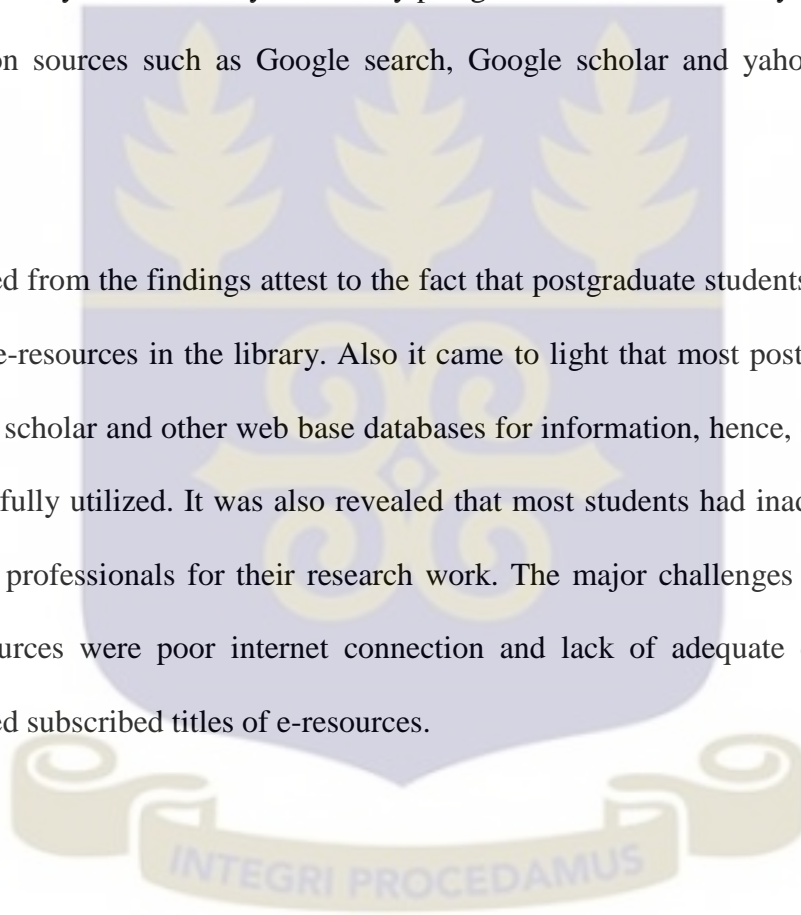 on sources such as Google search, Google scholar and yaho
ed from the findings attest to the fact that postgraduate students
e-resources in the library. Also it came to light that most post
scholar and other web base databases for information, hence,
fully utilized. It was also revealed that most students had inad
professionals for their research work. The major challenges
urces were poor internet connection and lack of adequate
ed subscribed titles of e-resources.
INTEGRI PROCEDAMUS